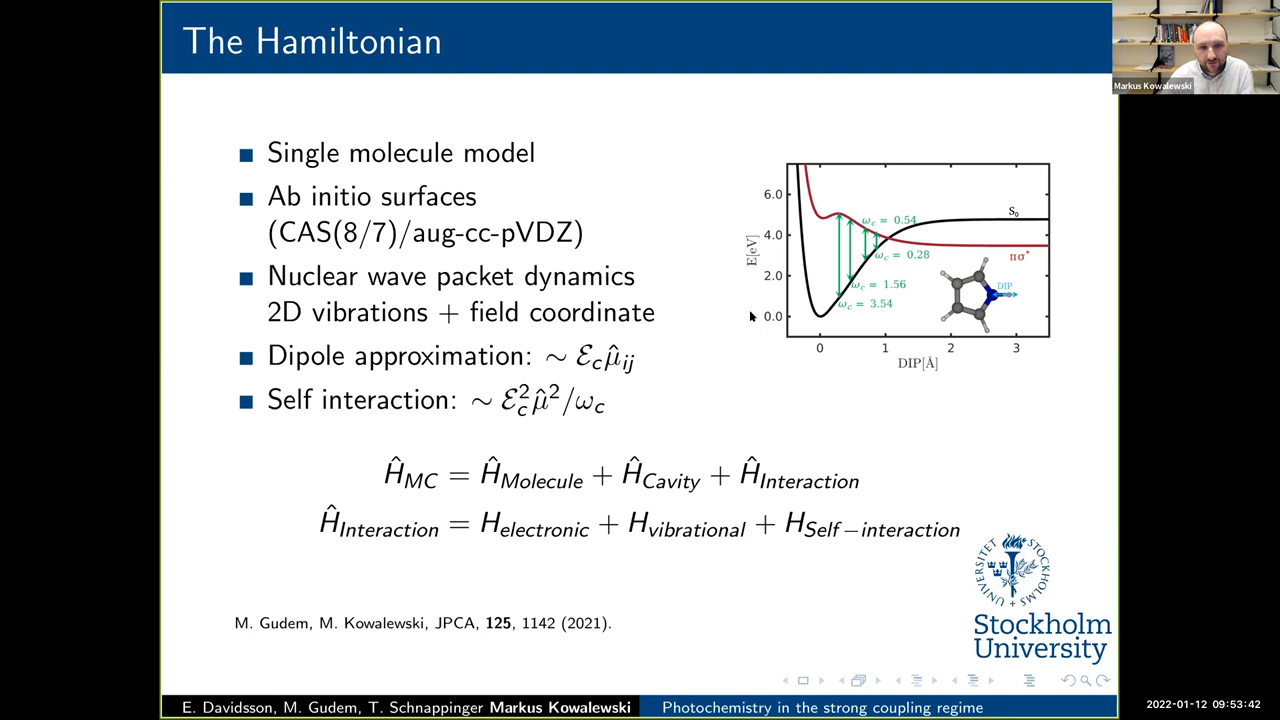 The Hamiltonian
Markus Kowalewski
Single molecule model
Ab initio surfaces
(CAS(8/7)/aug-cc-pVDZ)
Nuclear wave packet dynamics
2D vibrations + field coordinate
Dipole approximation: ∼ ℰ_c μ̂_ij
Self interaction: ∼ ℰ_c^2 μ̂^2/ω_c
E[eV]
6.0
4.0
2.0
0.0
0 1 2 3
DIP[Å]
S₀
πσ*
ω_c = 0.54
ω_c = 0.28
ω_c = 1.56
ω_c = 3.54
DIP
Ĥ_MC = Ĥ_Molecule + Ĥ_Cavity + Ĥ_Interaction
Ĥ_Interaction = H_electronic + H_vibrational + H_Self−interaction
M. Gudem, M. Kowalewski, JPCA, 125, 1142 (2021).
STOCKHOLMS UNIVERSITET
Stockholm
University
E. Davidsson, M. Gudem, T. Schnappinger Markus Kowalewski
Photochemistry in the strong coupling regime
2022-01-12 09:53:42